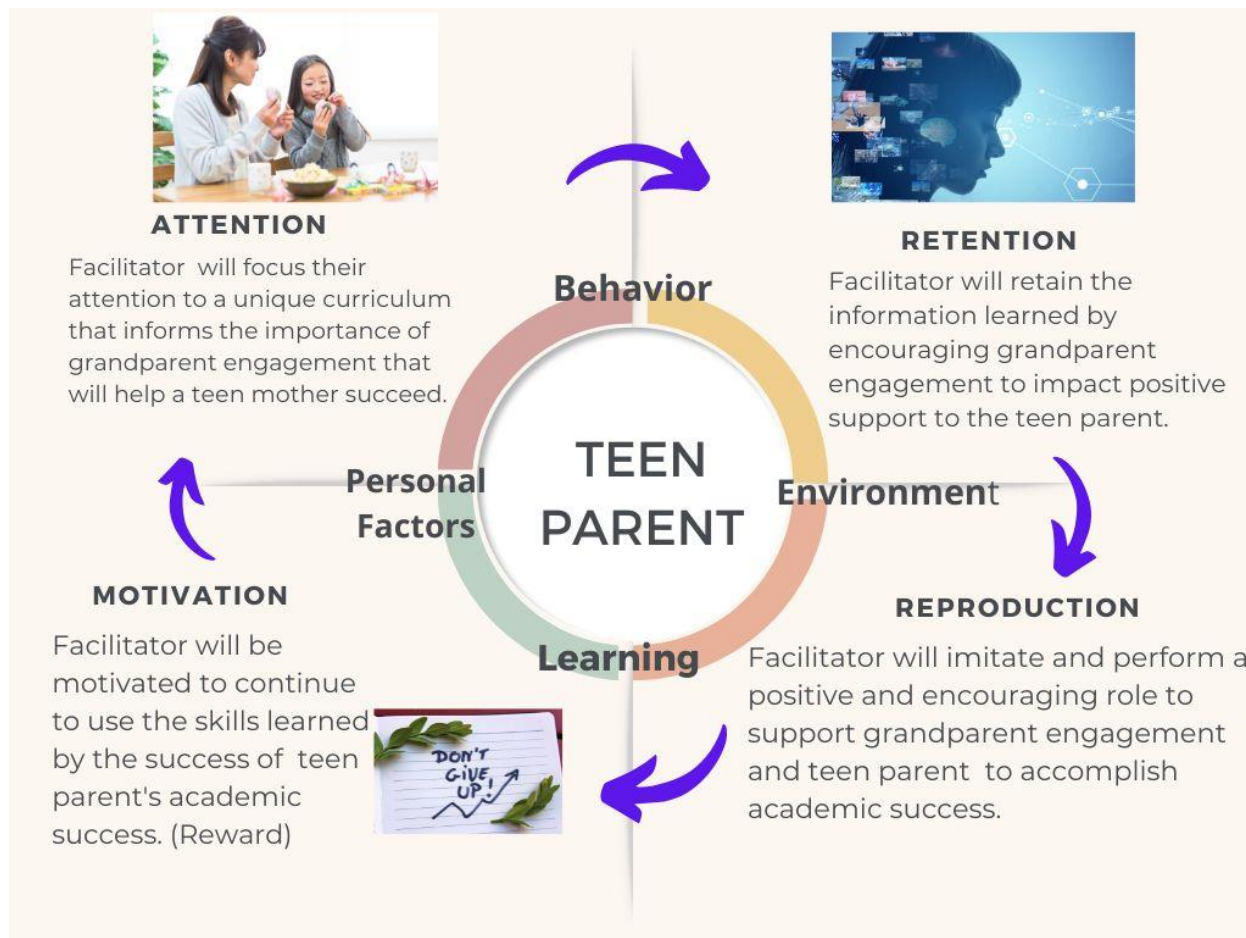 ATTENTION
Facilitator will focus their
attention to a unique curriculum
that informs the importance of
grandparent engagement that
will help a teen mother succeed.
RETENTION
Facilitator will retain the
information learned by
encouraging grandparent
engagement to impact positive
support to the teen parent.
Behavior
Personal
Factors
TEEN
PARENT
Environment
Learning
MOTIVATION
Facilitator will be
motivated to continue
to use the skills learned
by the success of teen
parent's academic
success. (Reward)
DON'T
GIVE
UP!
REPRODUCTION
Facilitator will imitate and perform a
positive and encouraging role to
support grandparent engagement
and teen parent to accomplish
academic success.